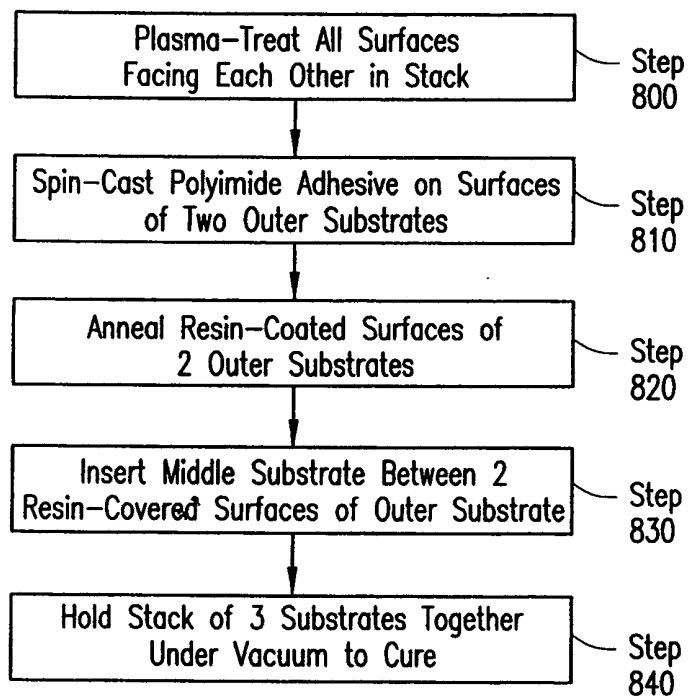 Plasma-Treat All Surfaces
Facing Each Other in Stack
Step
800
Spin-Cast Polyimide Adhesive on Surfaces
of Two Outer Substrates
Step
810
Anneal Resin-Coated Surfaces of
2 Outer Substrates
Step
820
Insert Middle Substrate Between 2
Resin-Covered Surfaces of Outer Substrate
Step
830
Hold Stack of 3 Substrates Together
Under Vacuum to Cure
Step
840